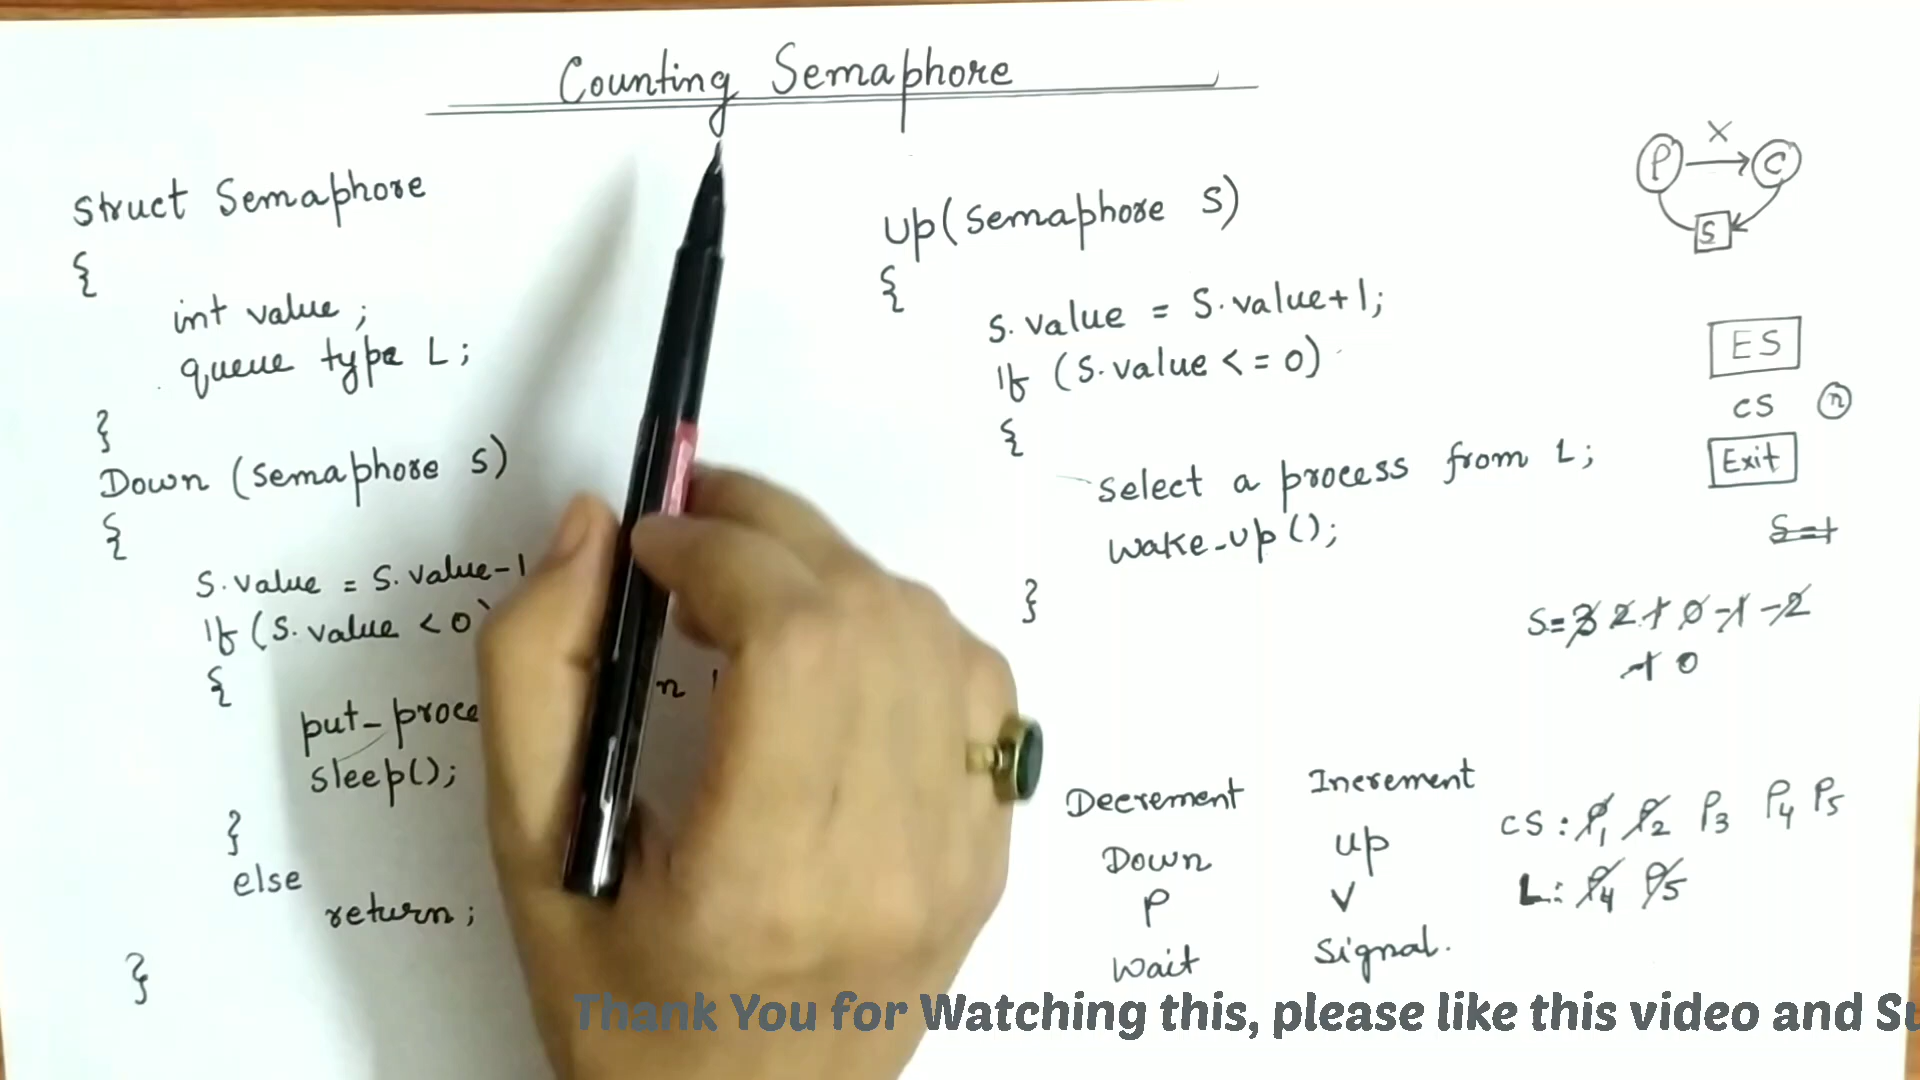 Counting Semaphore
Struct Semaphore
{
int value;
queue type L;
}
Down (Semaphore S)
{
S.value = S.value-1
If (S.value < 0)
{
put_proce
sleep();
}
else
return;
}
up(semaphore S)
{
S.value = S.value+1;
If (S.value <= 0)
{
select a process from L;
wake-up();
}
P X C
S
ES
CS n
Exit
S=1
S=3 2 1 0 -1 -2
-1 0
Decrement Increment
Down up
P V
Wait Signal.
CS: P1 P2 P3 P4 P5
L: P4 P5
Thank You for Watching this, please like this video and Su